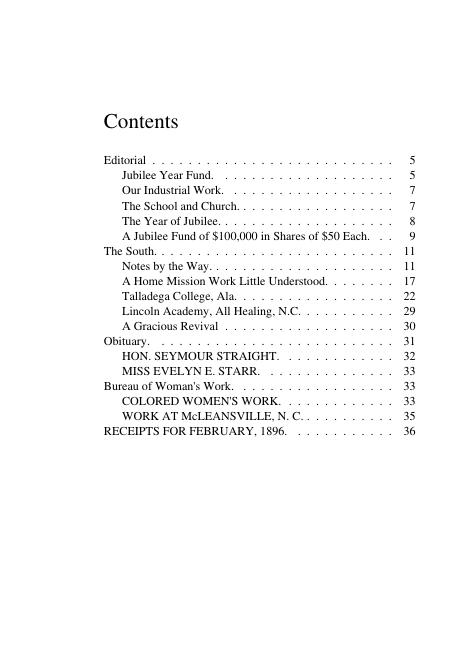 Contents
Editorial . . . . . . . . . . . . . . . . . . . . . . . . . . . 5
Jubilee Year Fund. . . . . . . . . . . . . . . . . . . . 5
Our Industrial Work. . . . . . . . . . . . . . . . . . . 7
The School and Church. . . . . . . . . . . . . . . . . . 7
The Year of Jubilee. . . . . . . . . . . . . . . . . . . . 8
A Jubilee Fund of $100,000 in Shares of $50 Each. . . 9
The South. . . . . . . . . . . . . . . . . . . . . . . . . . 11
Notes by the Way. . . . . . . . . . . . . . . . . . . . . 11
A Home Mission Work Little Understood. . . . . . . . 17
Talladega College, Ala. . . . . . . . . . . . . . . . . . 22
Lincoln Academy, All Healing, N.C. . . . . . . . . . . 29
A Gracious Revival . . . . . . . . . . . . . . . . . . . 30
Obituary. . . . . . . . . . . . . . . . . . . . . . . . . . 31
HON. SEYMOUR STRAIGHT. . . . . . . . . . . . . 32
MISS EVELYN E. STARR. . . . . . . . . . . . . . . 33
Bureau of Woman's Work. . . . . . . . . . . . . . . . . . 33
COLORED WOMEN'S WORK. . . . . . . . . . . . . 33
WORK AT McLEANSVILLE, N. C. . . . . . . . . . . 35
RECEIPTS FOR FEBRUARY, 1896. . . . . . . . . . . . . 36